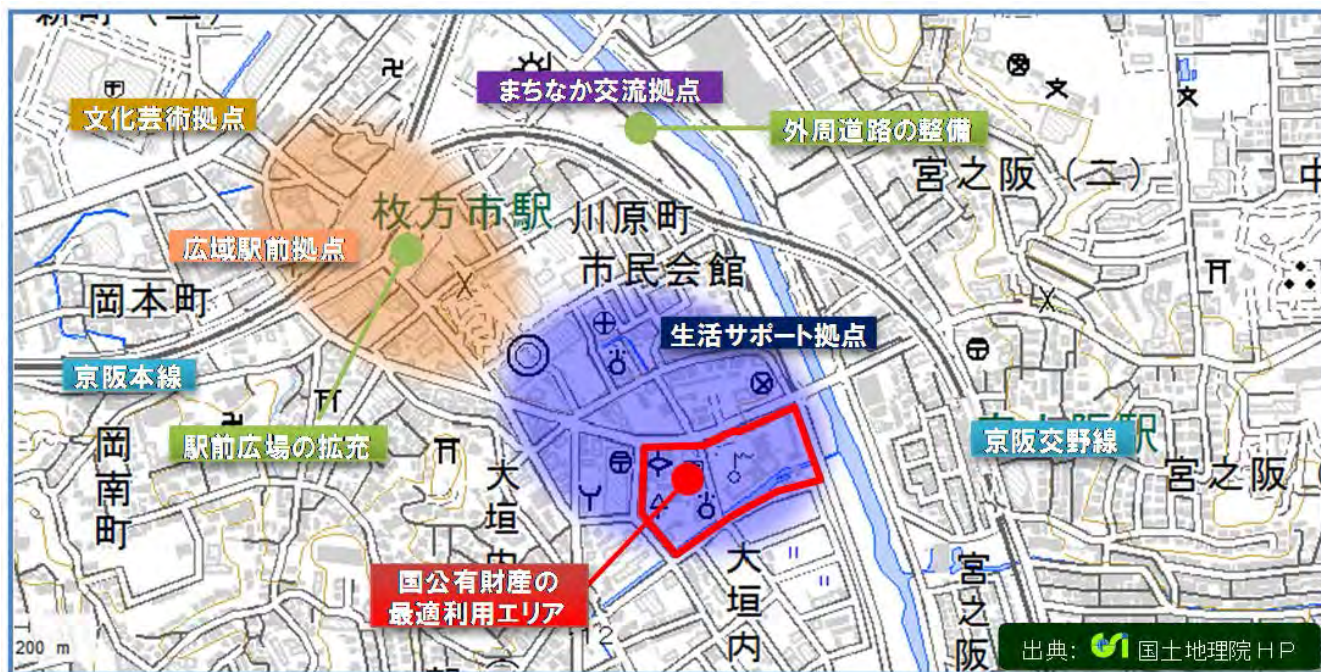 まちなか交流拠点
文化芸術拠点
外周道路の整備
宮之阪（二）
中
枚方市駅
川原町
広域駅前拠点
市民会館
岡本町
生活サポート拠点
京阪本線
駅前広場の拡充
京阪交野線
駅
宮之阪
岡南町
大垣内
国公有財産の
最適利用エリア
大垣内
宮之阪
12
200 m
出典: 国土地理院HP